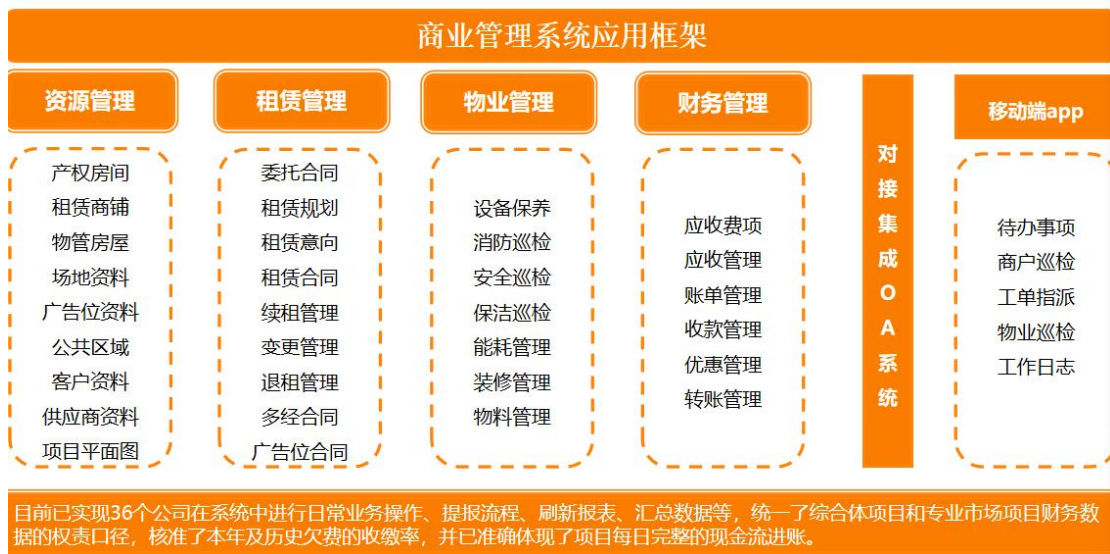 商业管理系统应用框架
资源管理
产权房间
租赁商铺
物管房屋
场地资料
广告位资料
公共区域
客户资料
供应商资料
项目平面图
租赁管理
委托合同
租赁规划
租赁意向
租赁合同
续租管理
变更管理
退租管理
多经合同
广告位合同
物业管理
设备保养
消防巡检
安全巡检
保洁巡检
能耗管理
装修管理
物料管理
财务管理
应收费项
应收管理
账单管理
收款管理
优惠管理
转账管理
对接集成OA系统
移动端app
待办事项
商户巡检
工单指派
物业巡检
工作日志
目前已实现36个公司在系统中进行日常业务操作、提报流程、刷新报表、汇总数据等，统一了综合体项目和专业市场项目财务数
据的权责口径，核准了本年及历史欠费的收缴率，并已准确体现了项目每日完整的现金流进账。